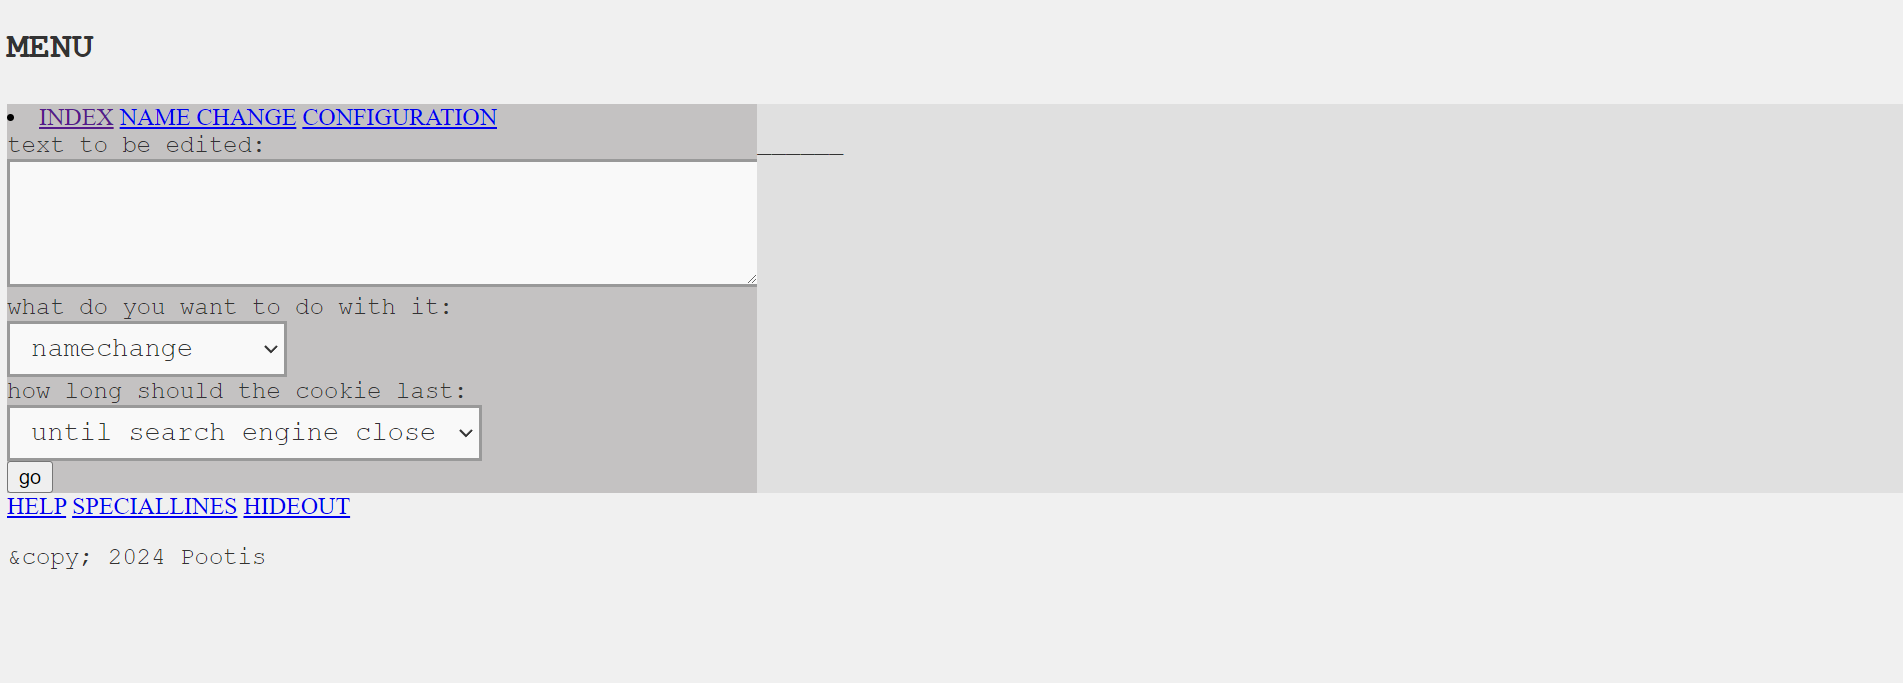 MENU
INDEX NAME CHANGE CONFIGURATION
text to be edited:
______
what do you want to do with it:
namechange
how long should the cookie last:
until search engine close
go
HELP SPECIALLINES HIDEOUT
&copy; 2024 Pootis